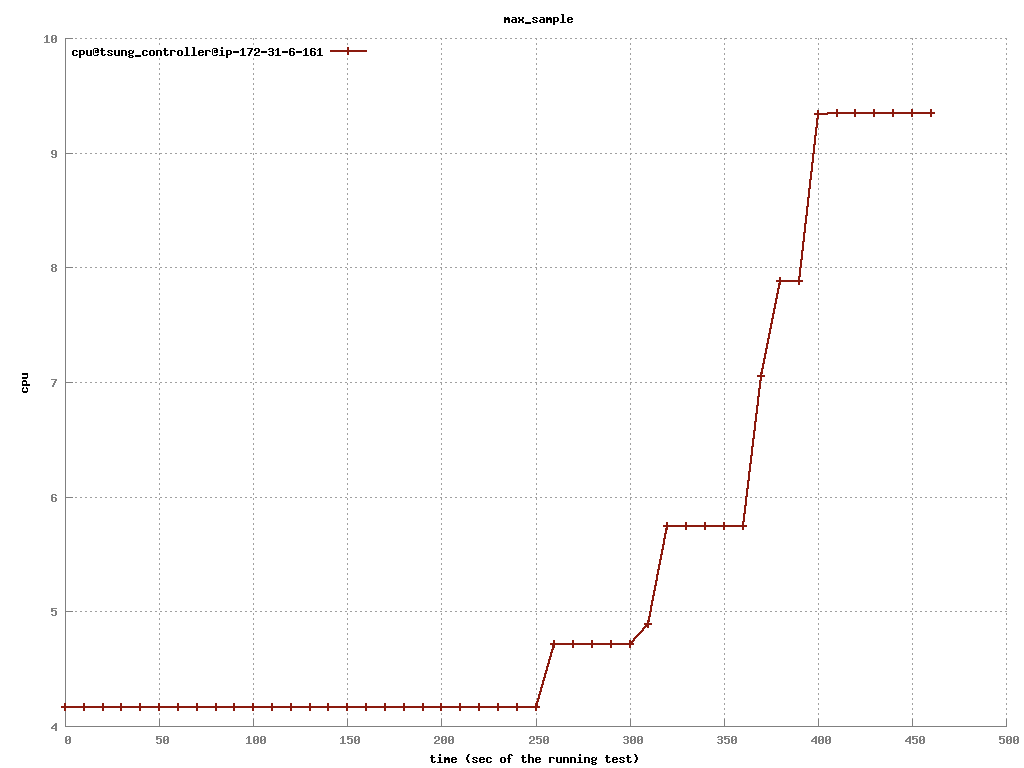 max_sample
cpu@tsung_controller@ip-172-31-6-161
10
9
8
7
6
5
4
cpu
0 50 100 150 200 250 300 350 400 450 500
time (sec of the running test)